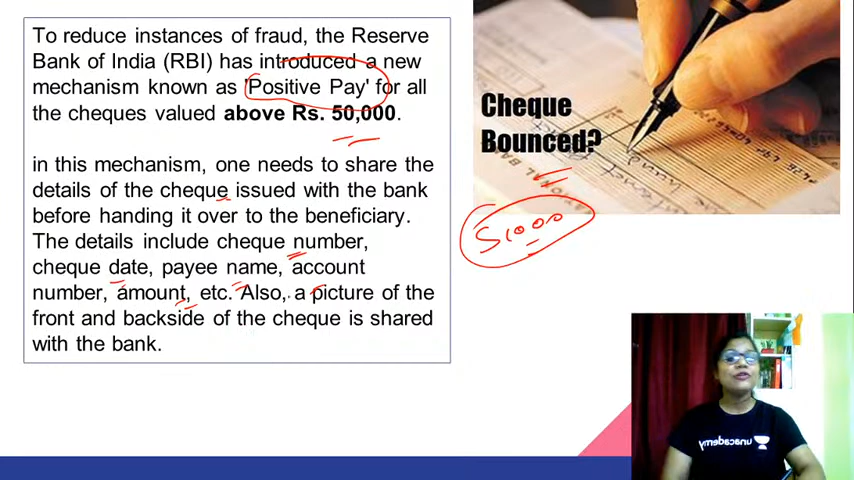 To reduce instances of fraud, the Reserve
Bank of India (RBI) has introduced a new
mechanism known as 'Positive Pay' for all
the cheques valued above Rs. 50,000.
in this mechanism, one needs to share the
details of the cheque issued with the bank
before handing it over to the beneficiary.
The details include cheque number,
cheque date, payee name, account
number, amount, etc. Also, a picture of the
front and backside of the cheque is shared
with the bank.
Cheque
Bounced?
51000
unacademy